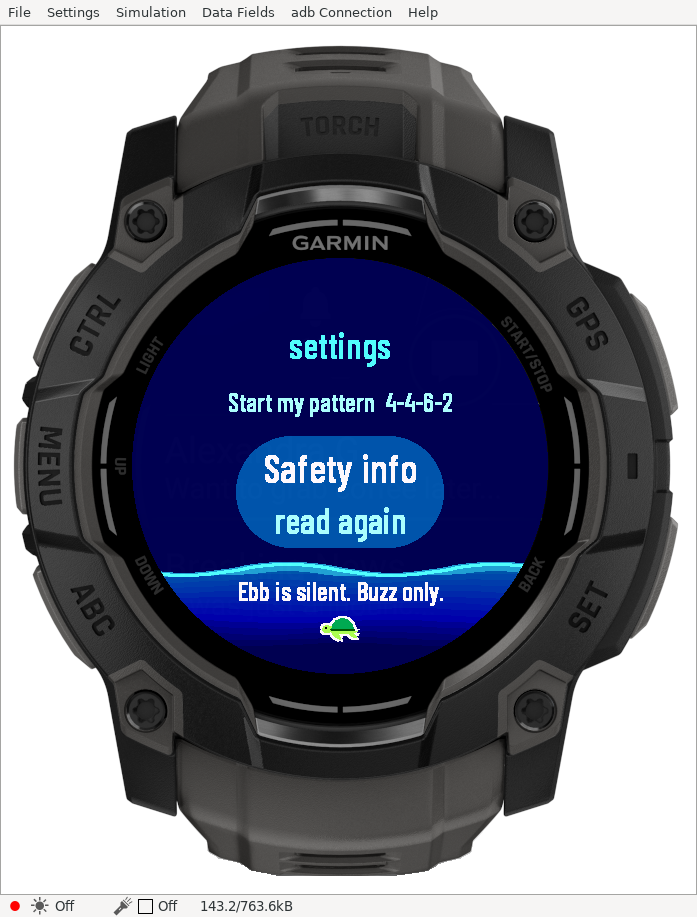 File Settings Simulation Data Fields adb Connection Help
TORCH
GARMIN
CTRL
GPS
LIGHT
START/STOP
settings
Start my pattern 4-4-6-2
MENU
UP
Safety info
read again
DOWN
BACK
ABC
SET
Ebb is silent. Buzz only.
Off
Off
143.2/763.6kB